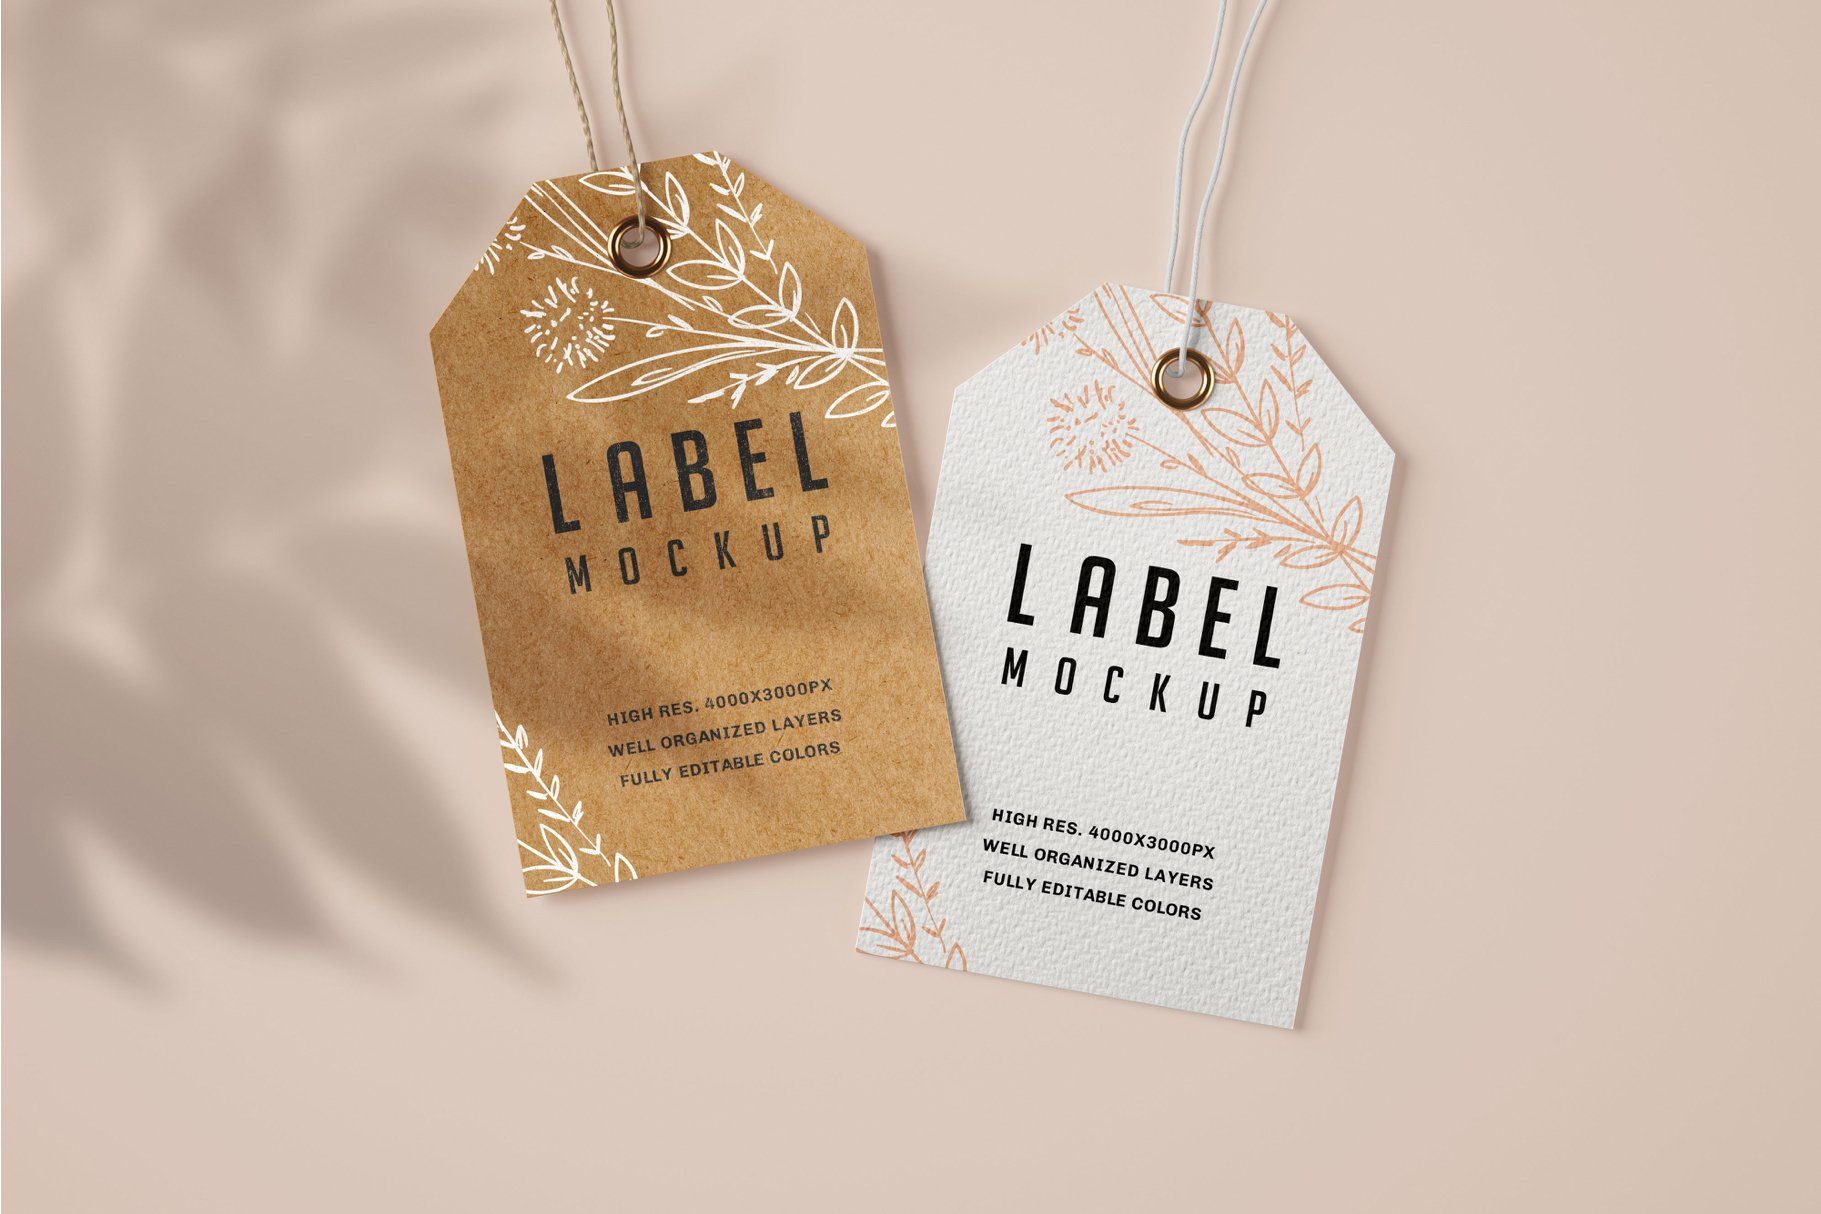 LABEL
MOCKUP
HIGH RES. 4000X3000PX
WELL ORGANIZED LAYERS
FULLY EDITABLE COLORS
LABEL
MOCKUP
HIGH RES. 4000X3000PX
WELL ORGANIZED LAYERS
FULLY EDITABLE COLORS